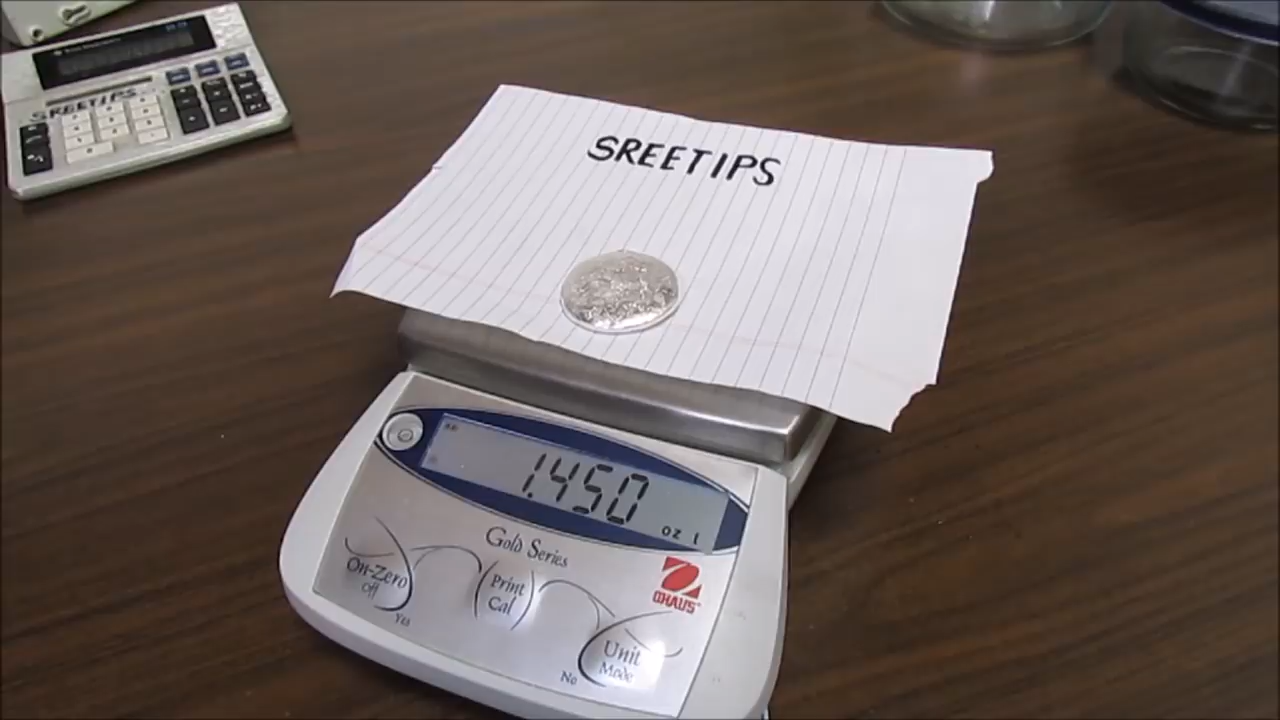 SREETIPS
SREETIPS
1.450
oz t
Gold Series
On-Zero
Off
Yes
Print
Cal
OHAUS
Unit
Mode
No